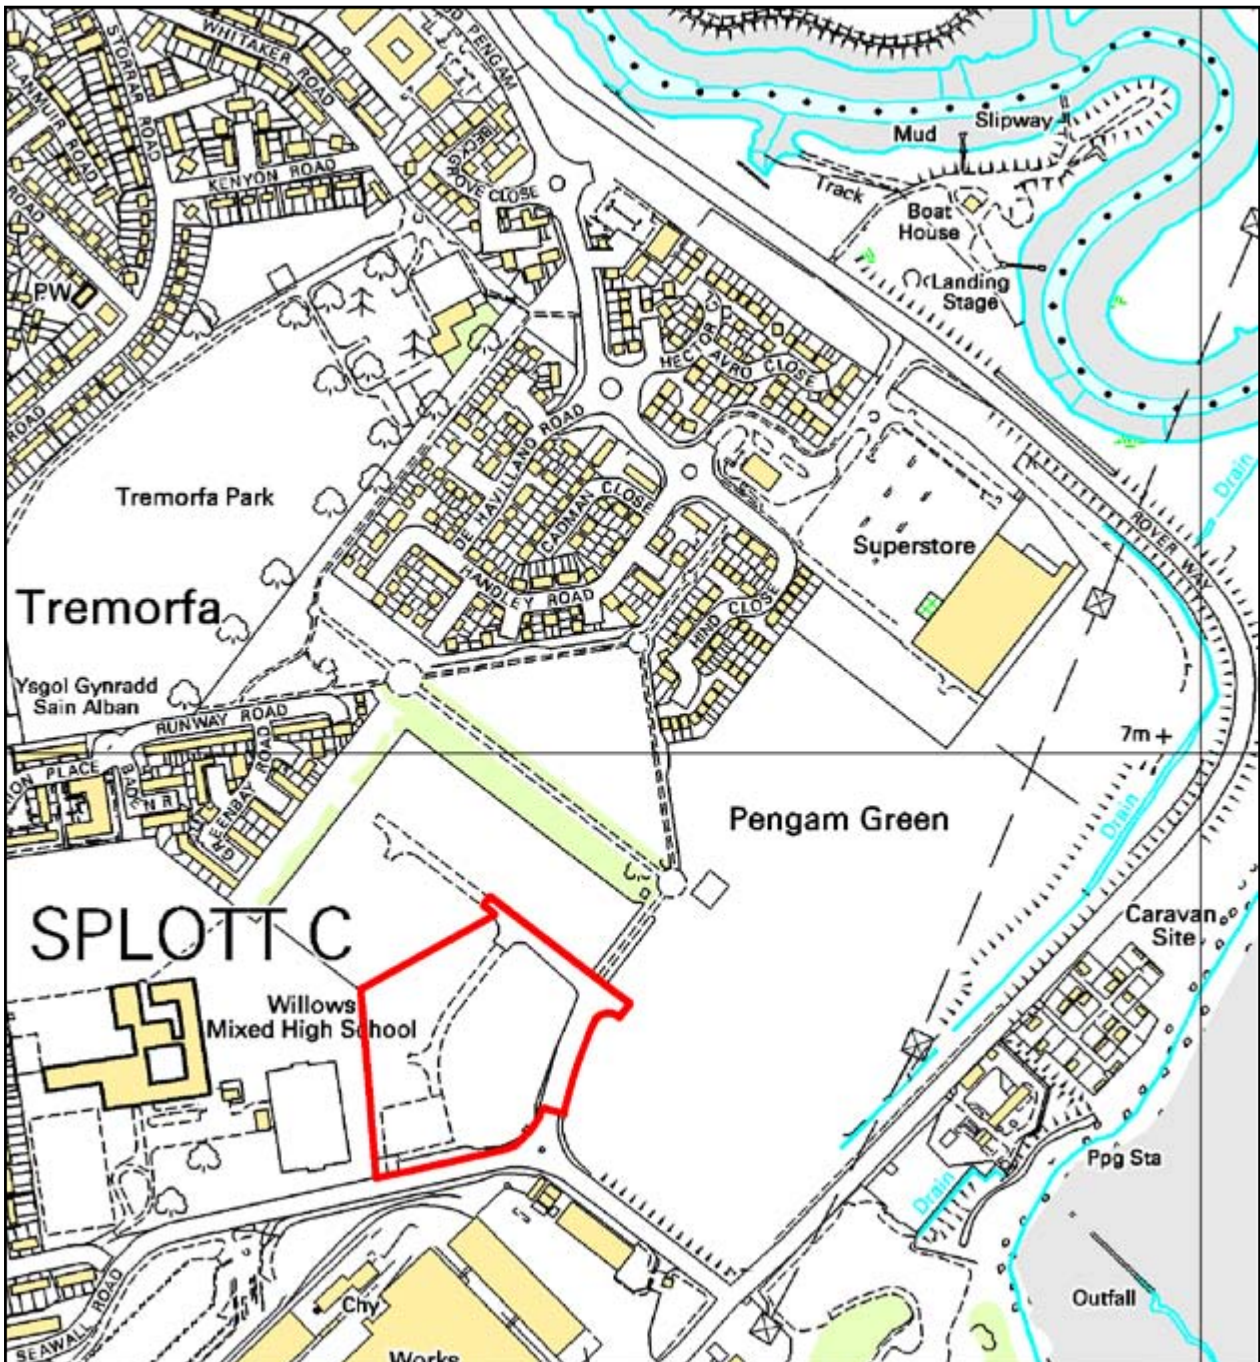 WHITAKER ROAD
STORRAR ROAD
GLANMUIR ROAD
PENGAM
BECK
GROVE CLOSE
KENYON ROAD
ROAD
PW
ROAD
Mud
Slipway
Track
Boat
House
Landing
Stage
HECTOR CL
AVRO CLOSE
DE HAVILLAND ROAD
CADMAN CLOSE
HANDLEY ROAD
HIND CLOSE
Tremorfa Park
Superstore
ROVER WAY
Drain
Tremorfa
Ysgol Gynradd
Sain Alban
RUNWAY ROAD
PLACE
GREENBAY ROAD
7m
Drain
Pengam Green
SPLOTT C
Caravan
Site
Willows
Mixed High School
Ppg Sta
Drain
Outfall
SEAWALL ROAD
Chy
Works